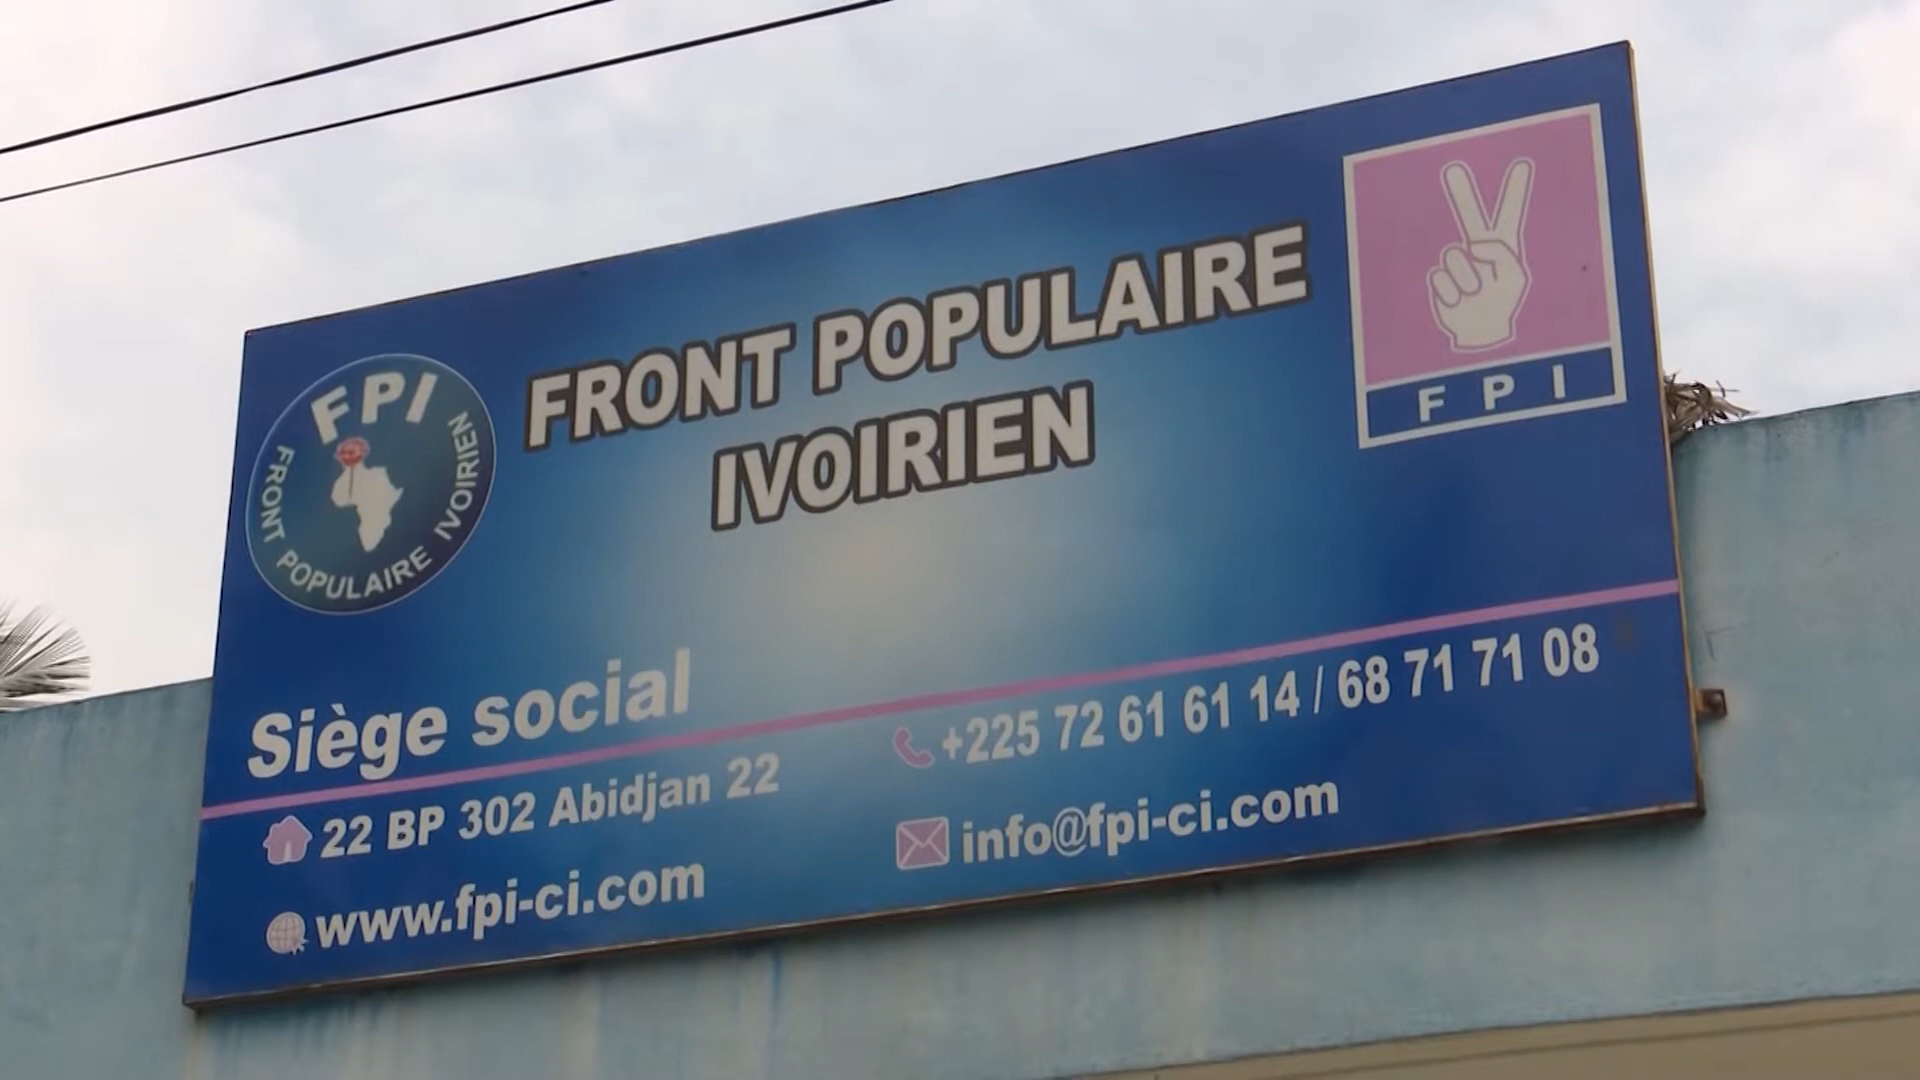 FPI
FRONT POPULAIRE IVOIRIEN
FRONT POPULAIRE
IVOIRIEN
FPI
Siège social
22 BP 302 Abidjan 22
www.fpi-ci.com
+225 72 61 61 14 / 68 71 71 08
info@fpi-ci.com